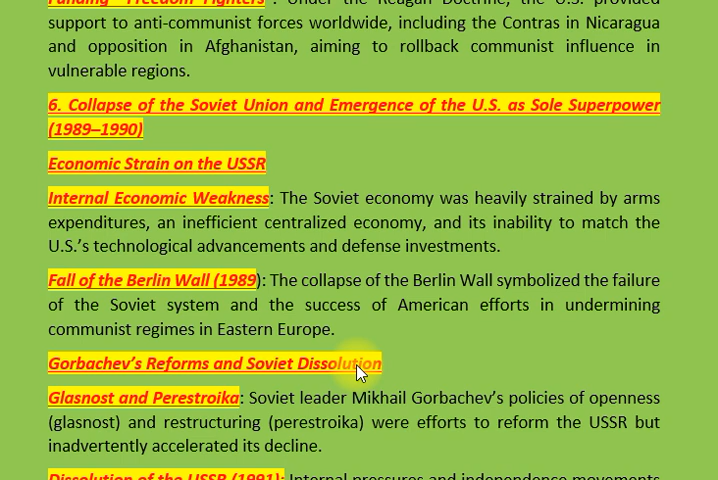 Funding "Freedom Fighters": Under the Reagan Doctrine, the U.S. provided
support to anti-communist forces worldwide, including the Contras in Nicaragua
and opposition in Afghanistan, aiming to rollback communist influence in
vulnerable regions.
6. Collapse of the Soviet Union and Emergence of the U.S. as Sole Superpower
(1989–1990)
Economic Strain on the USSR
Internal Economic Weakness: The Soviet economy was heavily strained by arms
expenditures, an inefficient centralized economy, and its inability to match the
U.S.'s technological advancements and defense investments.
Fall of the Berlin Wall (1989): The collapse of the Berlin Wall symbolized the failure
of the Soviet system and the success of American efforts in undermining
communist regimes in Eastern Europe.
Gorbachev's Reforms and Soviet Dissolution
Glasnost and Perestroika: Soviet leader Mikhail Gorbachev's policies of openness
(glasnost) and restructuring (perestroika) were efforts to reform the USSR but
inadvertently accelerated its decline.
Dissolution of the USSR (1991): Internal pressures and independence movements